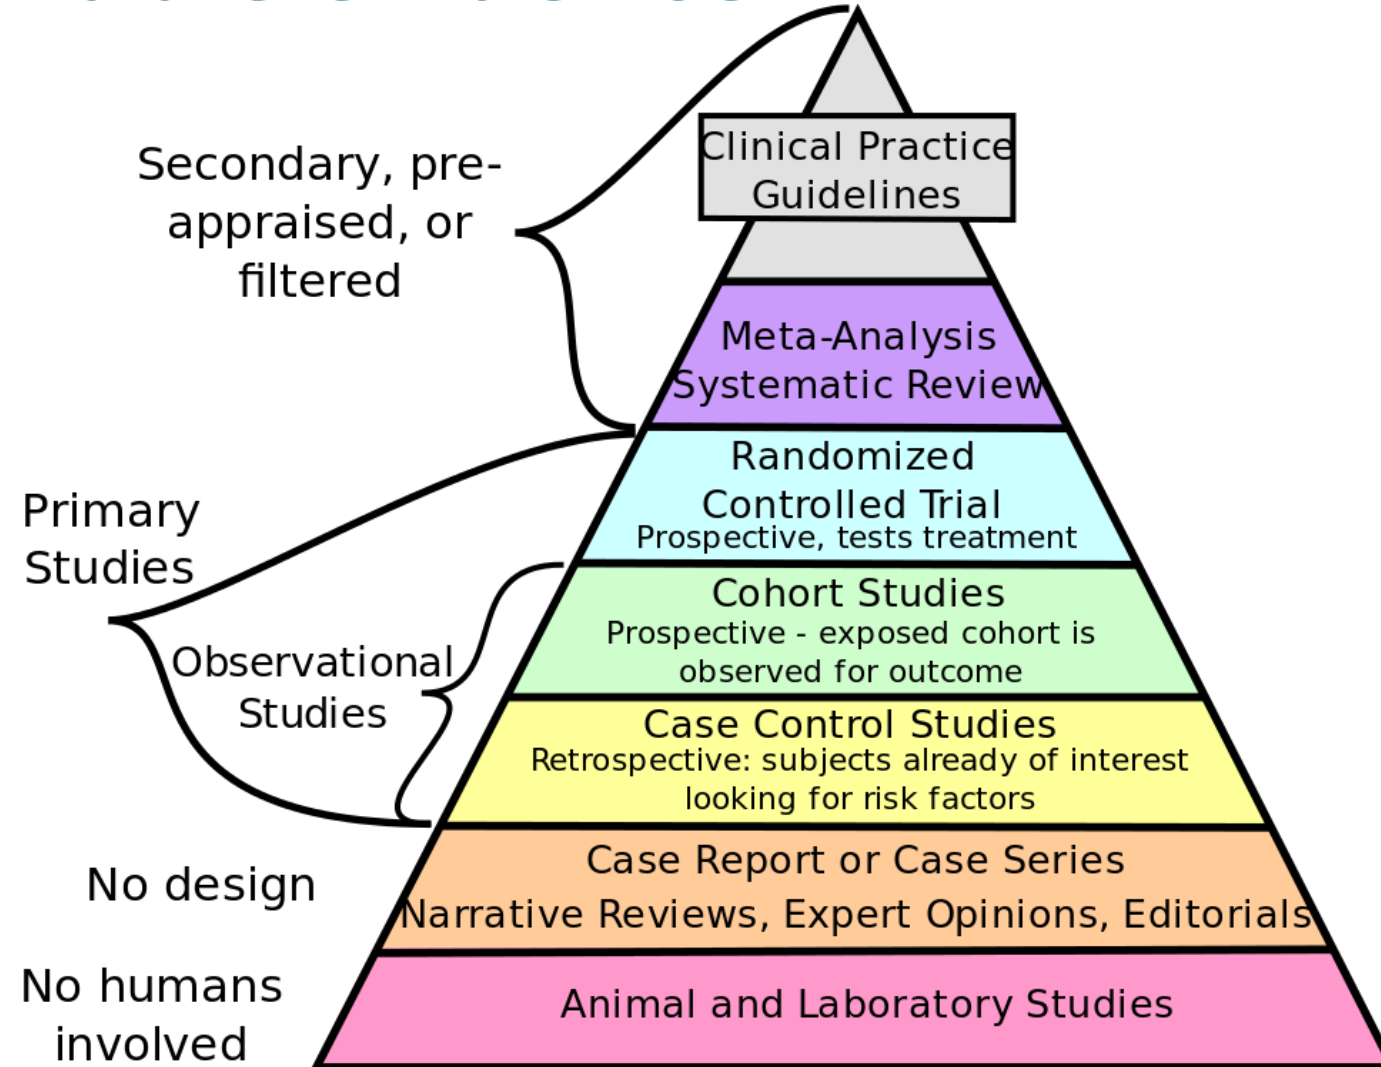 Secondary, pre-
appraised, or
filtered
Clinical Practice
Guidelines
Meta-Analysis
Systematic Review
Primary
Studies
Randomized
Controlled Trial
Prospective, tests treatment
Observational
Studies
Cohort Studies
Prospective - exposed cohort is
observed for outcome
Case Control Studies
Retrospective: subjects already of interest
looking for risk factors
No design
Case Report or Case Series
Narrative Reviews, Expert Opinions, Editorials
No humans
involved
Animal and Laboratory Studies